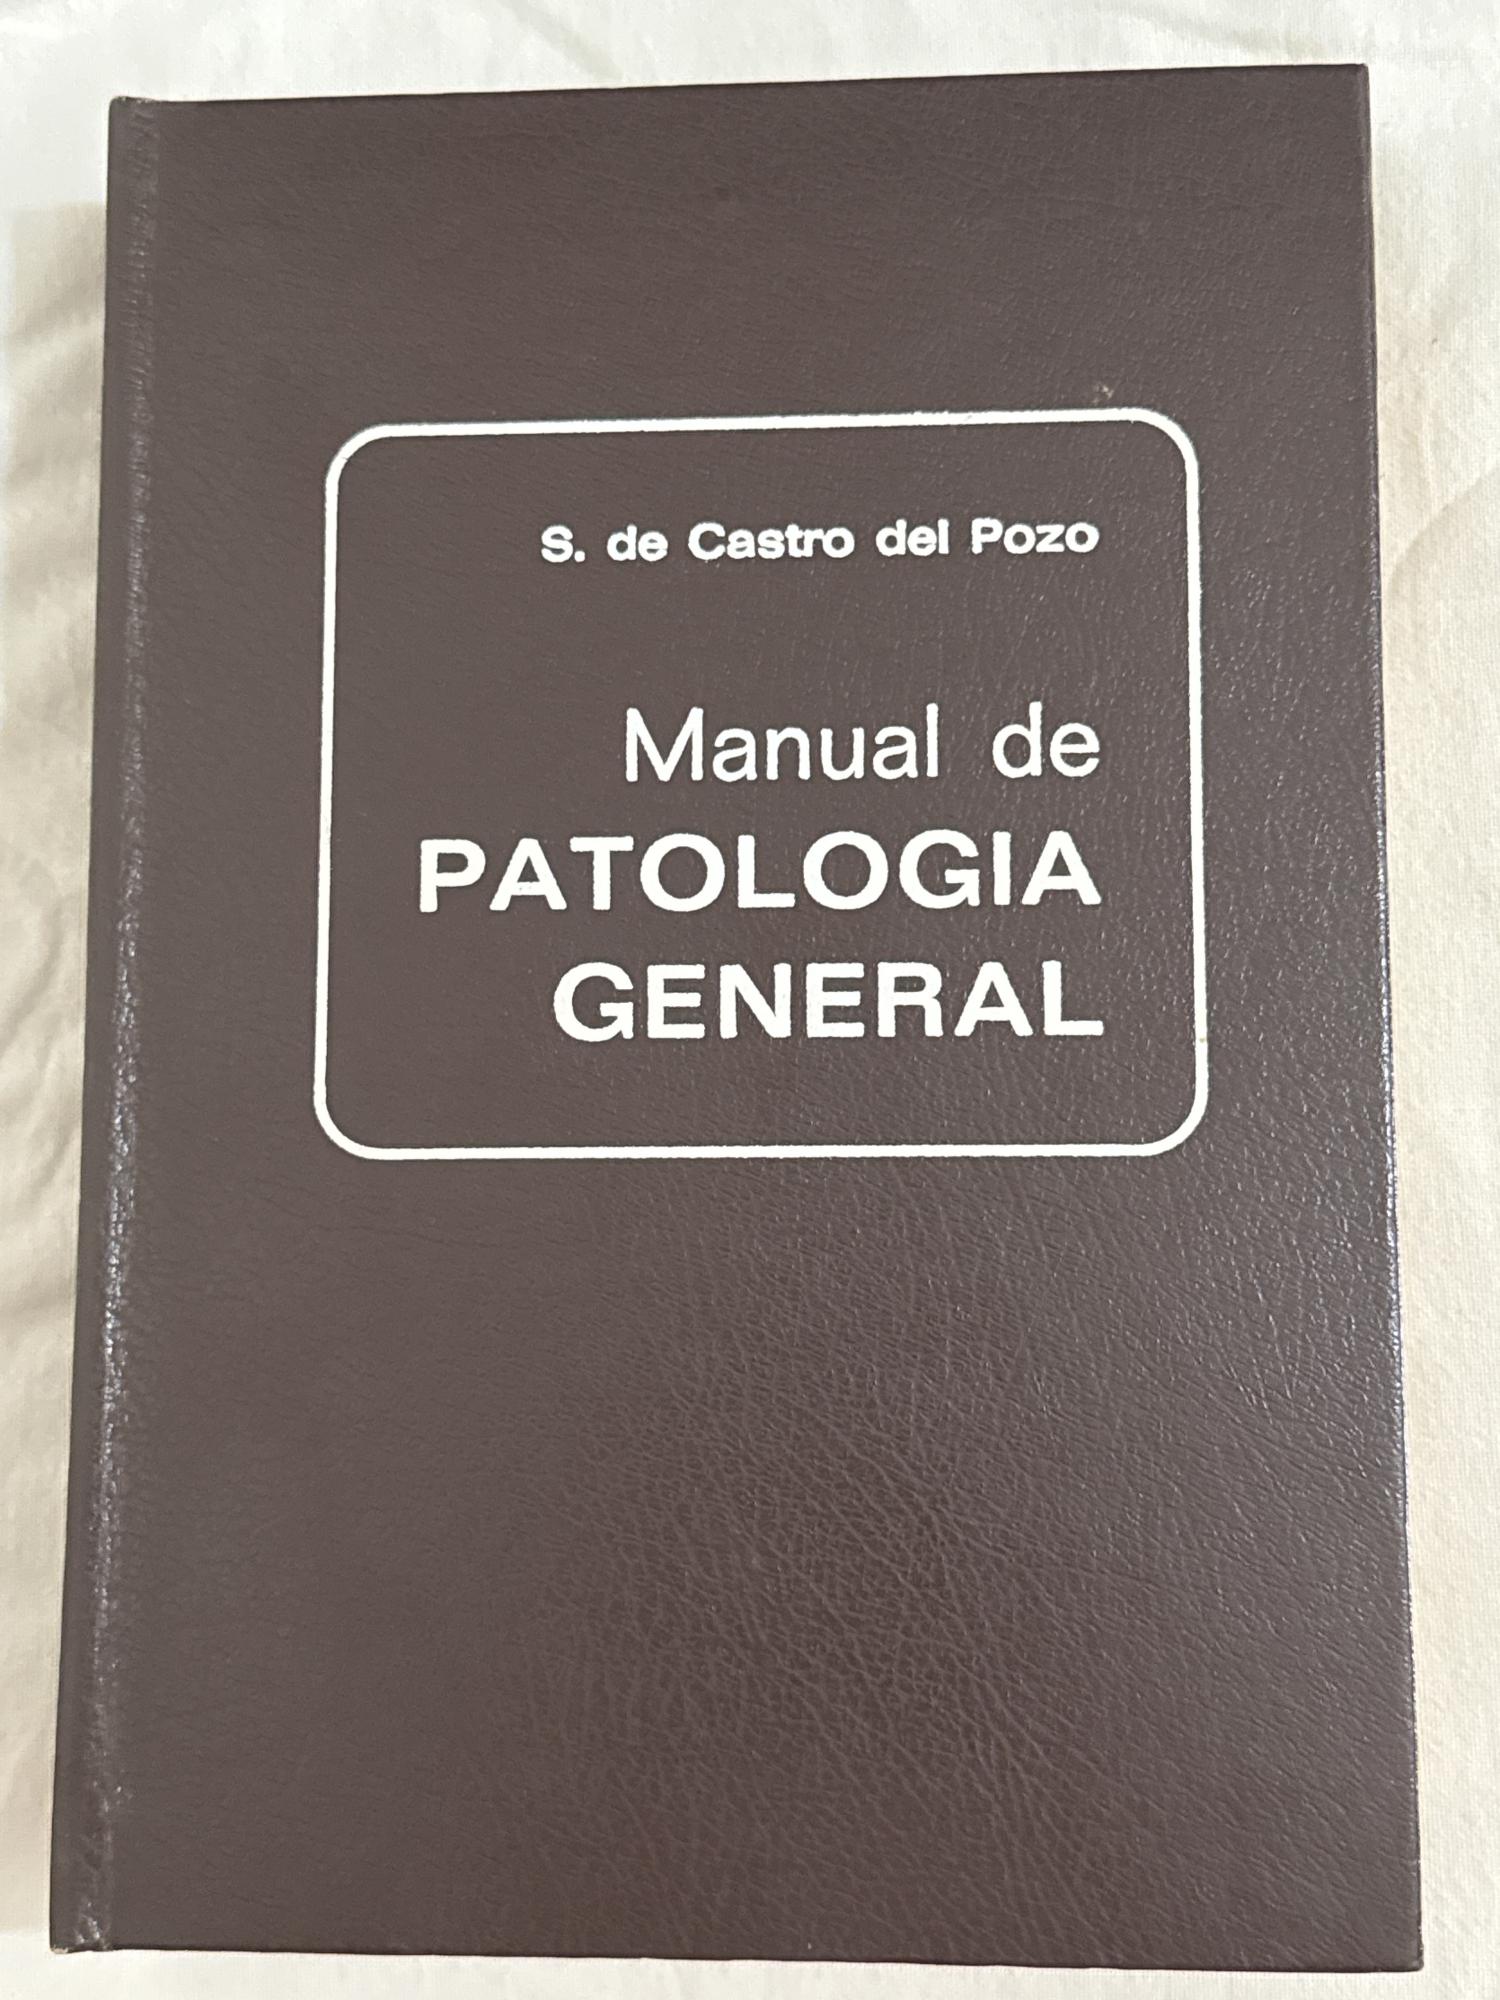 S. de Castro del Pozo
Manual de
PATOLOGIA
GENERAL